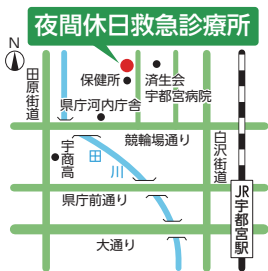 夜間休日救急診療所
N
田原街道
保健所
済生会
宇都宮病院
県庁河内庁舎
競輪場通り
白沢街道
宇商高
田川
県庁前通り
JR宇都宮駅
大通り